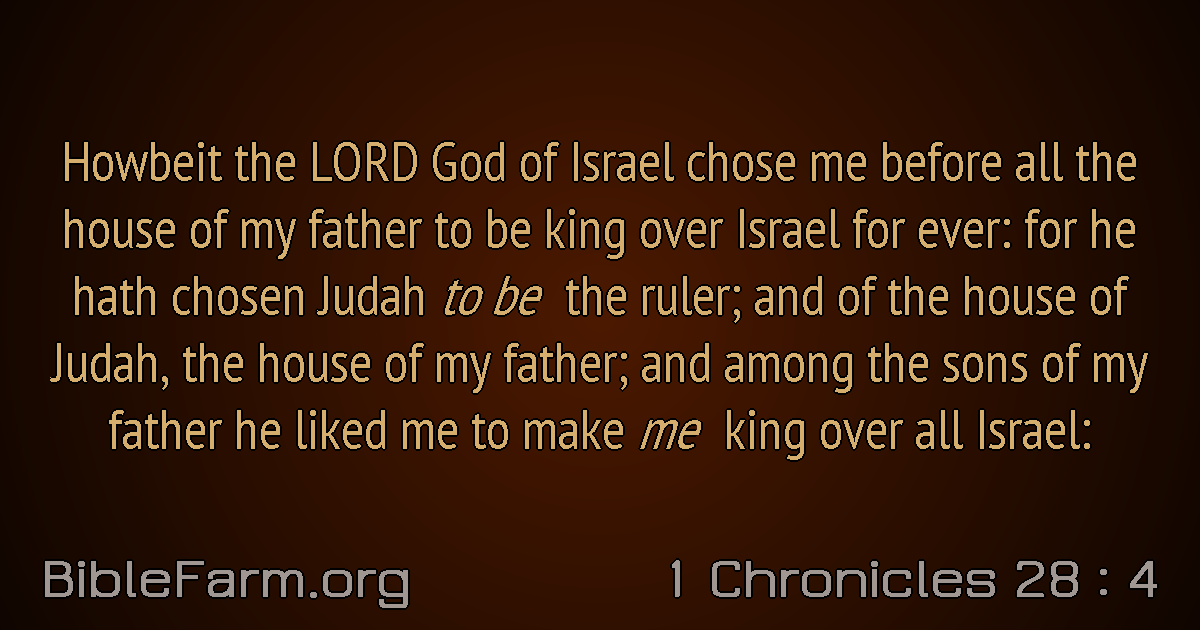 Howbeit the LORD God of Israel chose me before all the
house of my father to be king over Israel for ever: for he
hath chosen Judah to be the ruler; and of the house of
Judah, the house of my father; and among the sons of my
father he liked me to make me king over all Israel:
BibleFarm.org
1 Chronicles 28 : 4